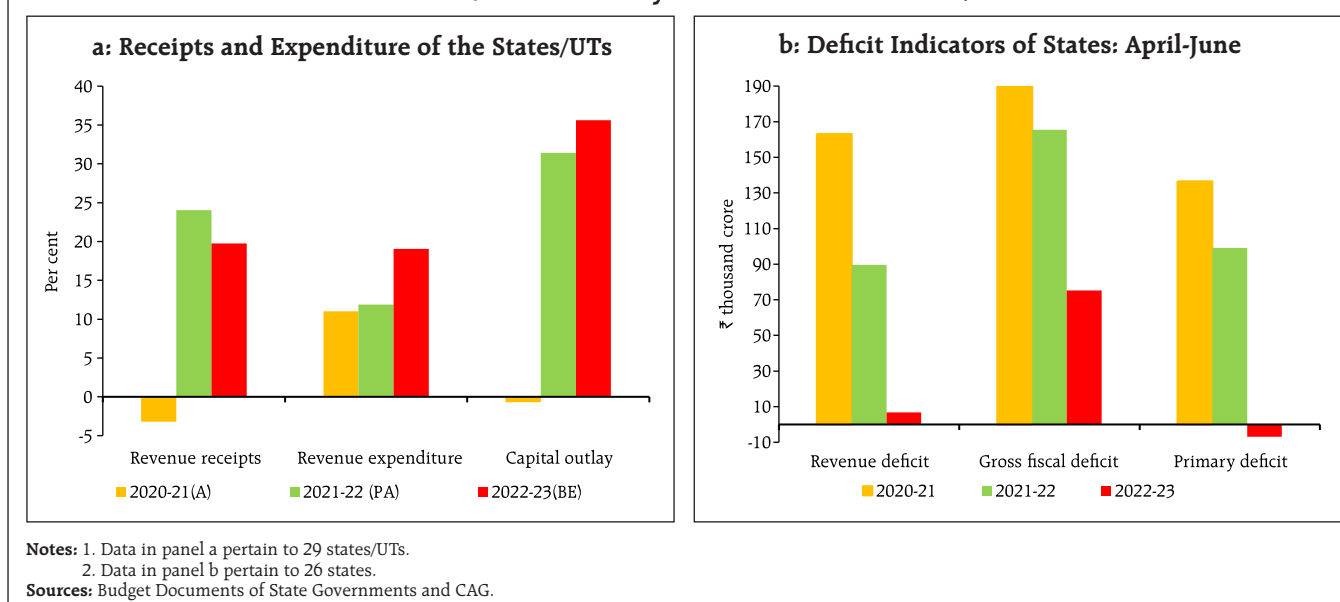 a: Receipts and Expenditure of the States/UTs
40
35
30
25
20
15
10
5
0
-5
Per cent
Revenue receipts Revenue expenditure Capital outlay
2020-21(A) 2021-22 (PA) 2022-23(BE)
b: Deficit Indicators of States: April-June
190
170
150
130
110
90
70
50
30
10
-10
₹ thousand crore
Revenue deficit Gross fiscal deficit Primary deficit
2020-21 2021-22 2022-23
Notes: 1. Data in panel a pertain to 29 states/UTs.
2. Data in panel b pertain to 26 states.
Sources: Budget Documents of State Governments and CAG.